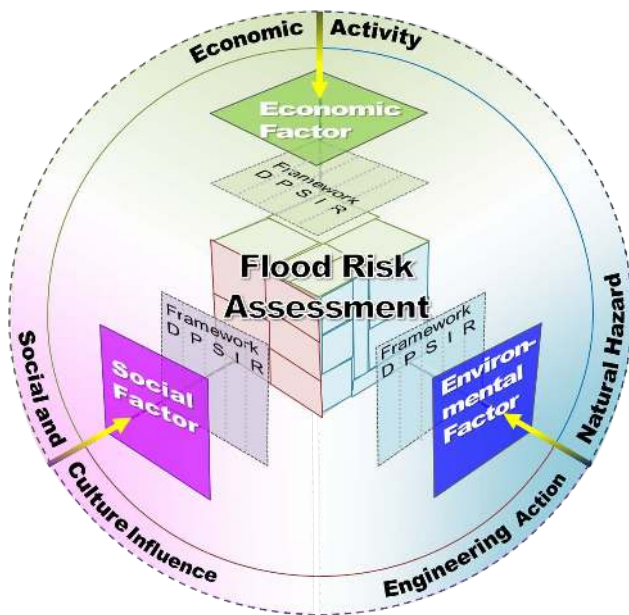 Economic Activity
Economic
Factor
Framework
D P S I R
Flood Risk
Assessment
Framework
D P S I R
Social
Factor
Framework
D P S I R
Environ-
mental
Factor
Social and Culture Influence
Natural Hazard
Engineering Action